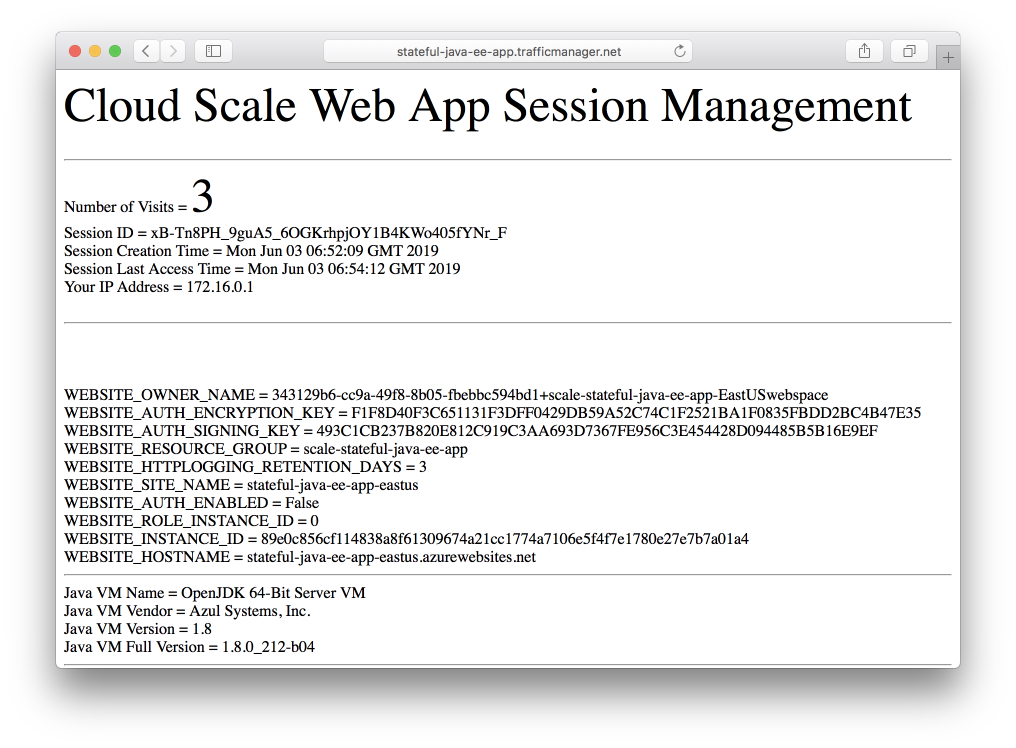 stateful-java-ee-app.trafficmanager.net
Cloud Scale Web App Session Management
Number of Visits = 3
Session ID = xB-Tn8PH_9guA5_6OGKrhpjOY1B4KWo405fYNr_F
Session Creation Time = Mon Jun 03 06:52:09 GMT 2019
Session Last Access Time = Mon Jun 03 06:54:12 GMT 2019
Your IP Address = 172.16.0.1
WEBSITE_OWNER_NAME = 343129b6-cc9a-49f8-8b05-fbebbc594bd1+scale-stateful-java-ee-app-EastUSwebspace
WEBSITE_AUTH_ENCRYPTION_KEY = F1F8D40F3C651131F3DFF0429DB59A52C74C1F2521BA1F0835FBDD2BC4B47E35
WEBSITE_AUTH_SIGNING_KEY = 493C1CB237B820E812C919C3AA693D7367FE956C3E454428D094485B5B16E9EF
WEBSITE_RESOURCE_GROUP = scale-stateful-java-ee-app
WEBSITE_HTTPLOGGING_RETENTION_DAYS = 3
WEBSITE_SITE_NAME = stateful-java-ee-app-eastus
WEBSITE_AUTH_ENABLED = False
WEBSITE_ROLE_INSTANCE_ID = 0
WEBSITE_INSTANCE_ID = 89e0c856cf114838a8f61309674a21cc1774a7106e5f4f7e1780e27e7b7a01a4
WEBSITE_HOSTNAME = stateful-java-ee-app-eastus.azurewebsites.net
Java VM Name = OpenJDK 64-Bit Server VM
Java VM Vendor = Azul Systems, Inc.
Java VM Version = 1.8
Java VM Full Version = 1.8.0_212-b04